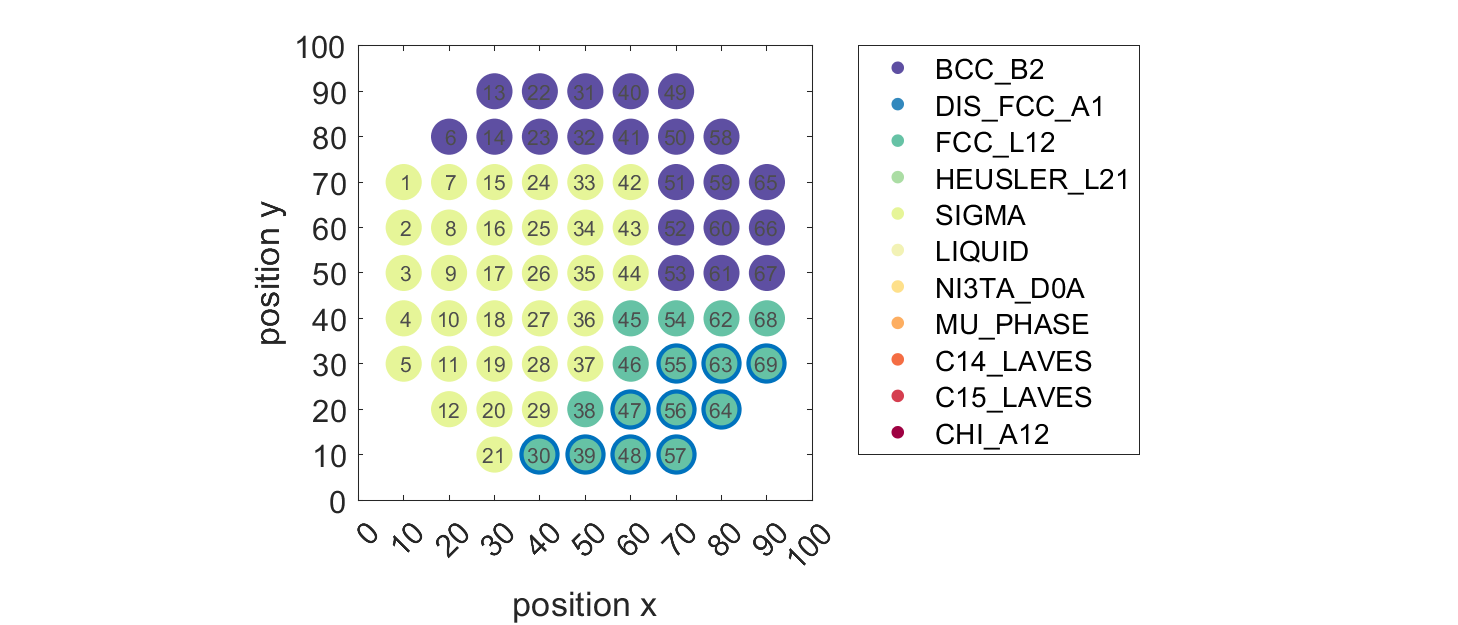 100
90
80
70
60
50
40
30
20
10
0
position y
13 22 31 40 49
6 14 23 32 41 50 58
1 7 15 24 33 42 51 59 65
2 8 16 25 34 43 52 60 66
3 9 17 26 35 44 53 61 67
4 10 18 27 36 45 54 62 68
5 11 19 28 37 46 55 63 69
12 20 29 38 47 56 64
21 30 39 48 57
0 10 20 30 40 50 60 70 80 90 100
position x
BCC_B2
DIS_FCC_A1
FCC_L12
HEUSLER_L21
SIGMA
LIQUID
NI3TA_D0A
MU_PHASE
C14_LAVES
C15_LAVES
CHI_A12